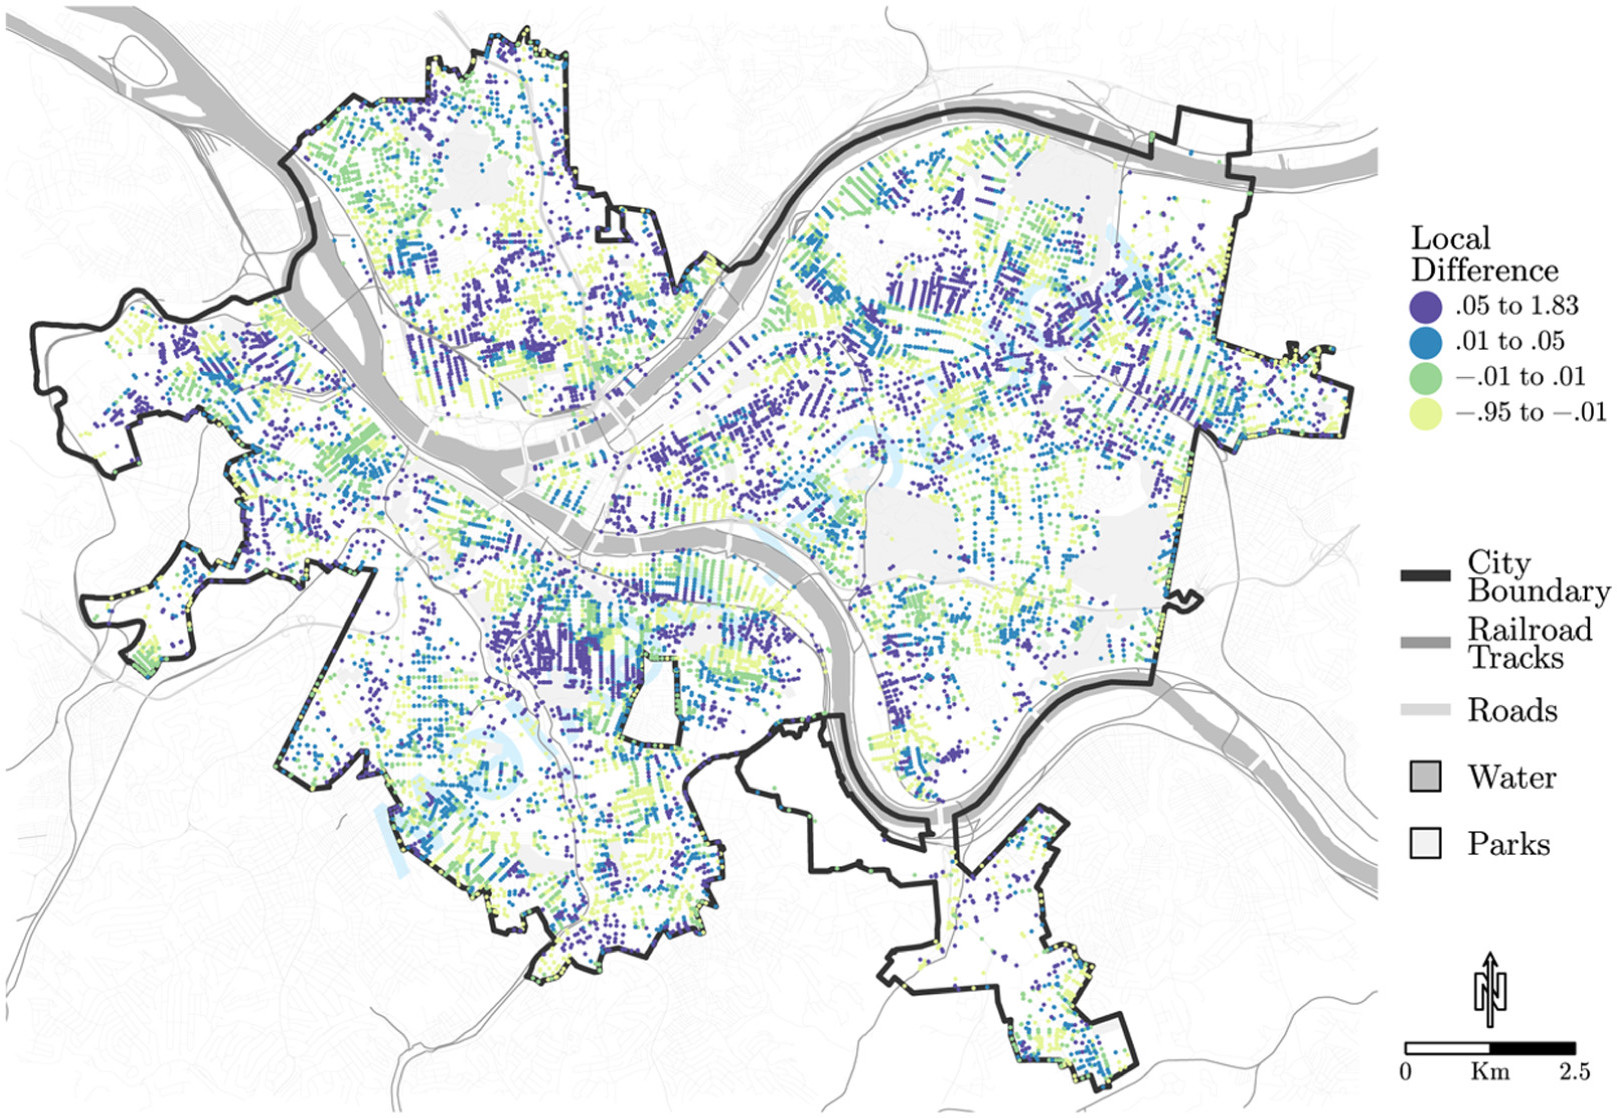 Local
Difference
.05 to 1.83
.01 to .05
−.01 to .01
−.95 to −.01
City
Boundary
Railroad
Tracks
Roads
Water
Parks
N
0 Km 2.5